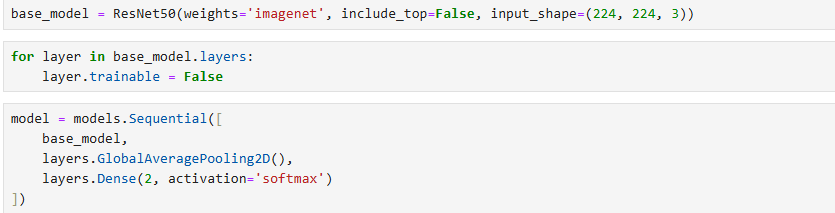 base_model = ResNet50(weights='imagenet', include_top=False, input_shape=(224, 224, 3))
for layer in base_model.layers:
    layer.trainable = False
model = models.Sequential([
    base_model,
    layers.GlobalAveragePooling2D(),
    layers.Dense(2, activation='softmax')
])